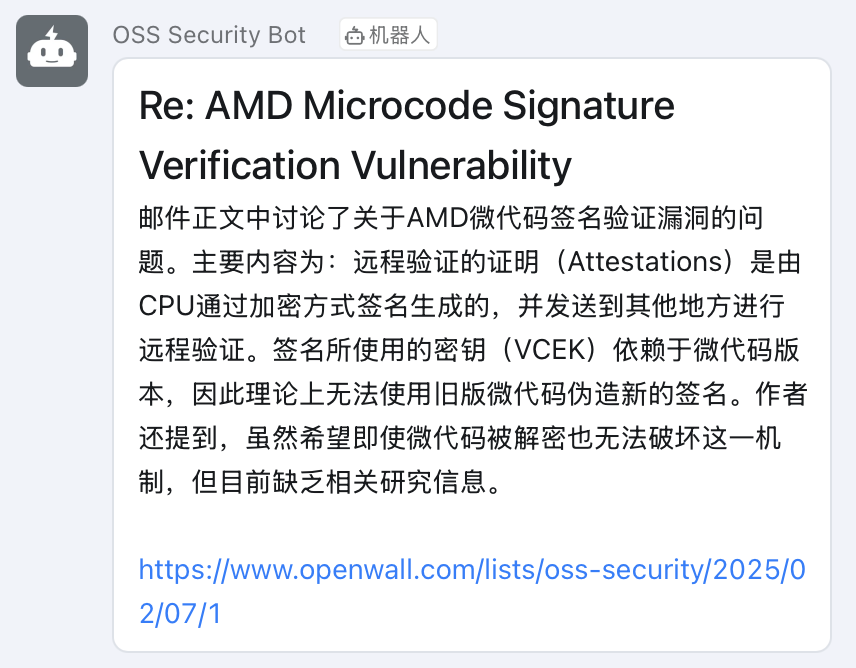 OSS Security Bot 机器人
Re: AMD Microcode Signature
Verification Vulnerability
邮件正文中讨论了关于AMD微代码签名验证漏洞的问
题。主要内容为：远程验证的证明（Attestations）是由
CPU通过加密方式签名生成的，并发送到其他地方进行
远程验证。签名所使用的密钥（VCEK）依赖于微代码版
本，因此理论上无法使用旧版微代码伪造新的签名。作者
还提到，虽然希望即使微代码被解密也无法破坏这一机
制，但目前缺乏相关研究信息。
https://www.openwall.com/lists/oss-security/2025/0
2/07/1